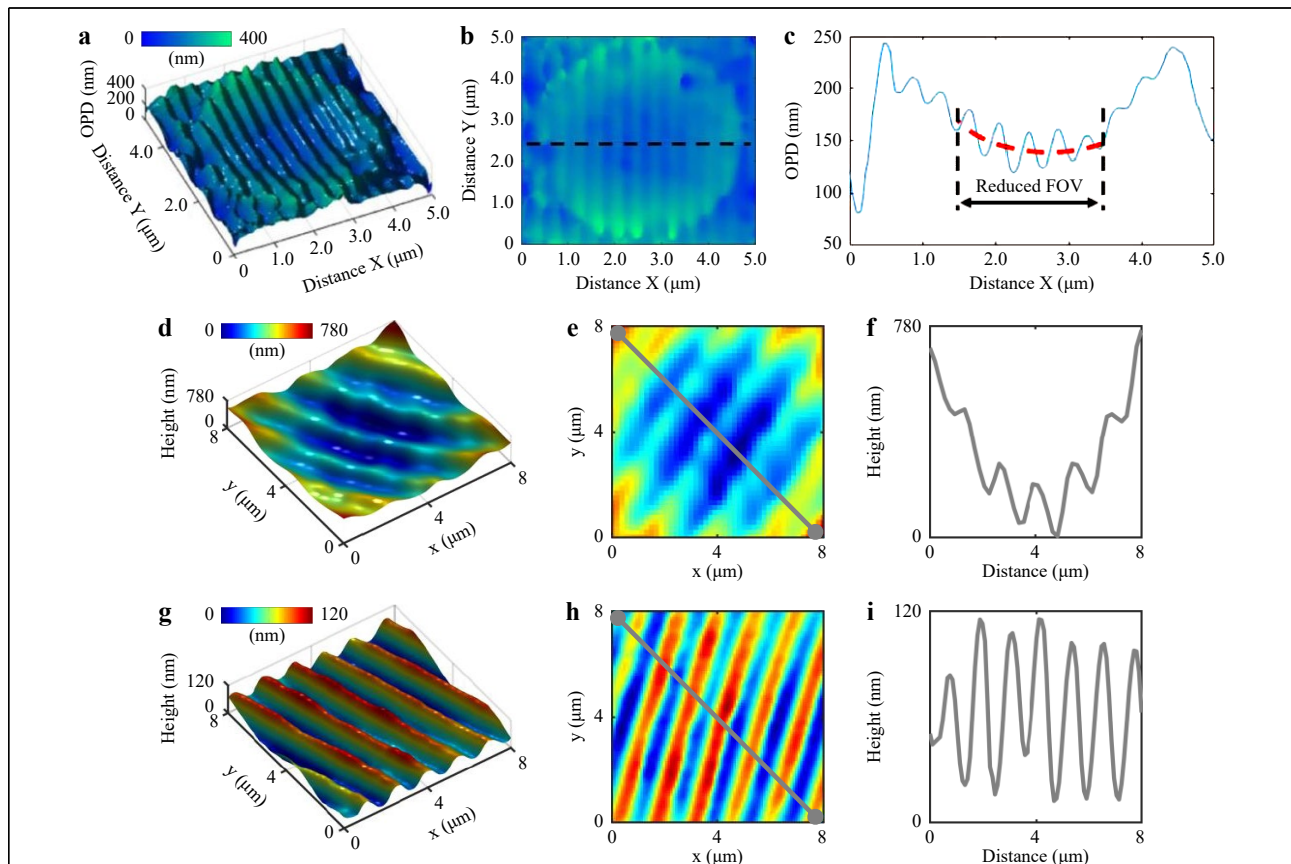 a
0 400
(nm)
OPD (nm)
400
200
0
Distance Y (μm)
4.0
2.0
0
0 1.0 2.0 3.0 4.0 5.0
Distance X (μm)
b
Distance Y (μm)
5.0
4.0
3.0
2.0
1.0
0
0 1.0 2.0 3.0 4.0 5.0
Distance X (μm)
c
OPD (nm)
250
200
150
100
50
Reduced FOV
0 1.0 2.0 3.0 4.0 5.0
Distance X (μm)
d
0 780
(nm)
Height (nm)
780
0
8
4
0
y (μm)
0
4
8
x (μm)
e
y (μm)
8
4
0
0 4 8
x (μm)
f
Height (nm)
780
0
0 4 8
Distance (μm)
g
0 120
(nm)
Height (nm)
120
0
8
4
0
y (μm)
0
4
8
x (μm)
h
y (μm)
8
4
0
0 4 8
x (μm)
i
Height (nm)
120
0
0 4 8
Distance (μm)